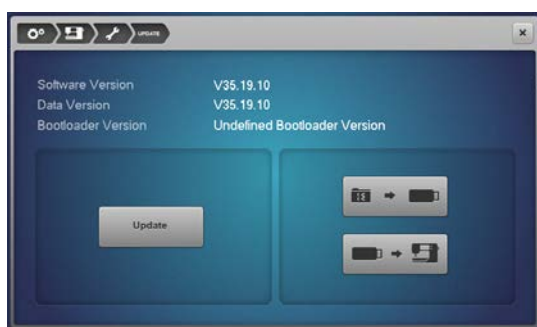 UPDATE
Software Version V35.19.10
Data Version V35.19.10
Bootloader Version Undefined Bootloader Version
Update